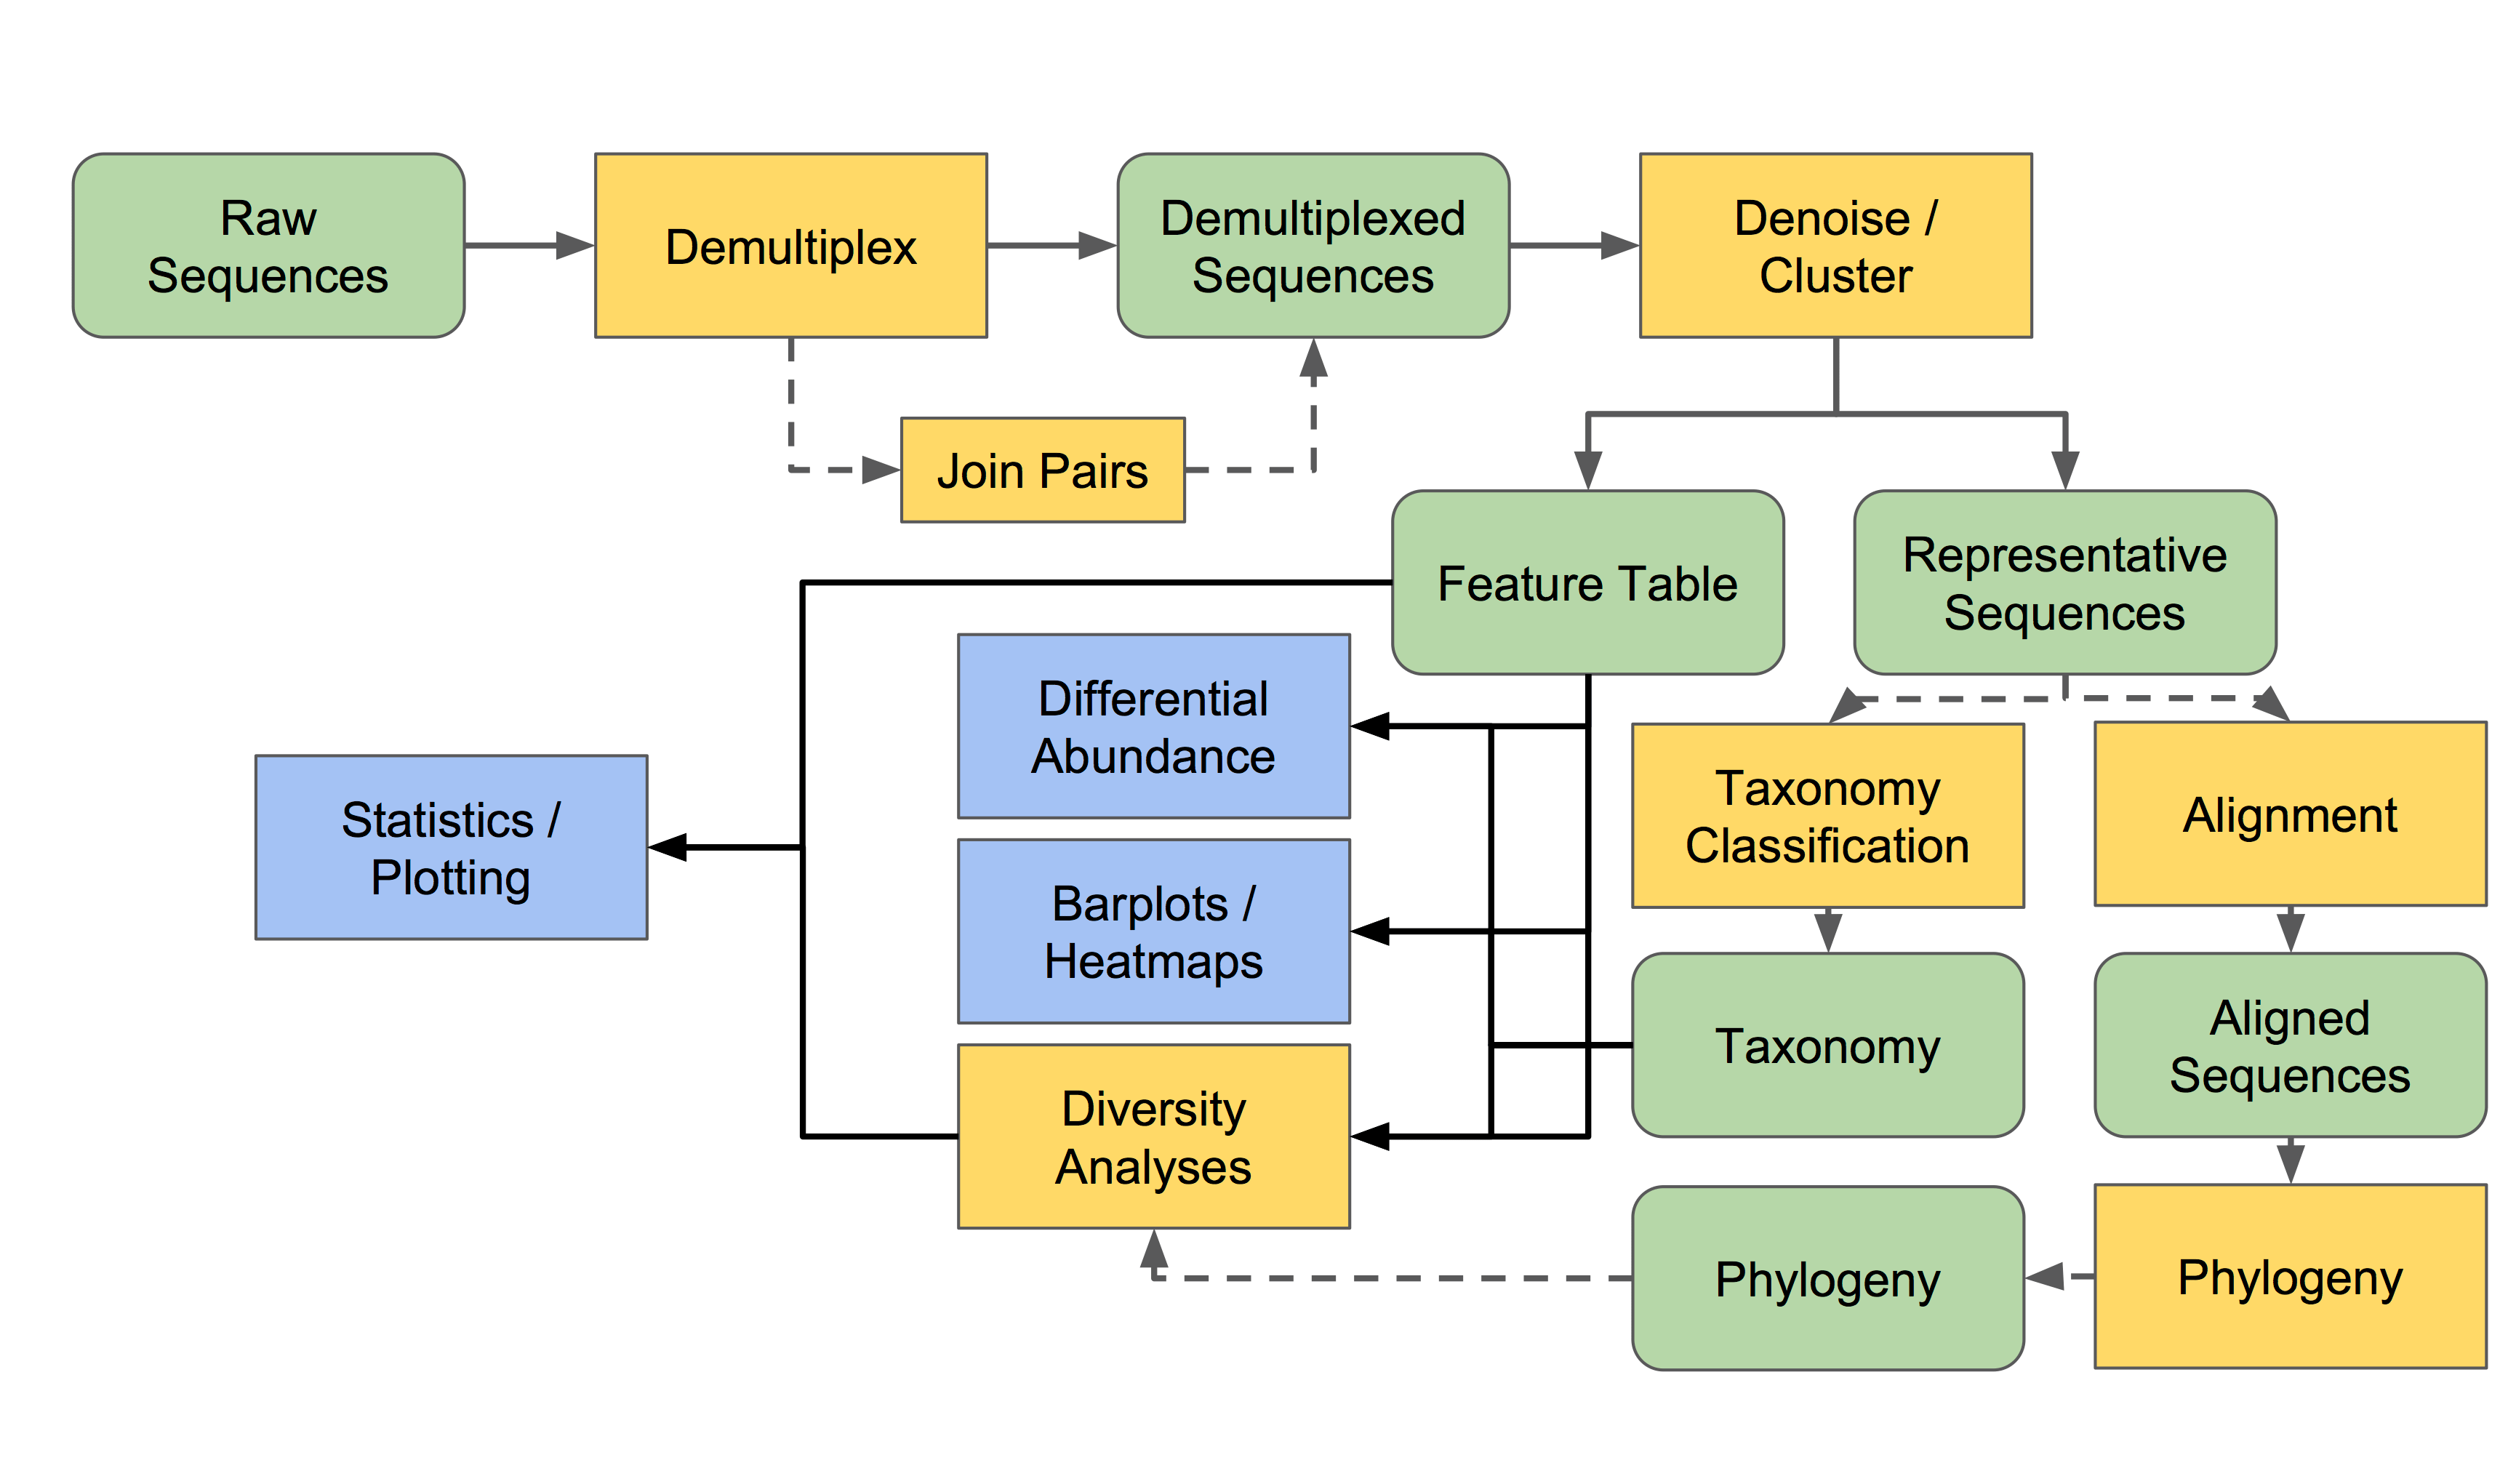 Raw
Sequences
Demultiplex
Demultiplexed
Sequences
Denoise /
Cluster
Join Pairs
Feature Table
Representative
Sequences
Differential
Abundance
Statistics /
Plotting
Taxonomy
Classification
Alignment
Barplots /
Heatmaps
Taxonomy
Aligned
Sequences
Diversity
Analyses
Phylogeny
Phylogeny